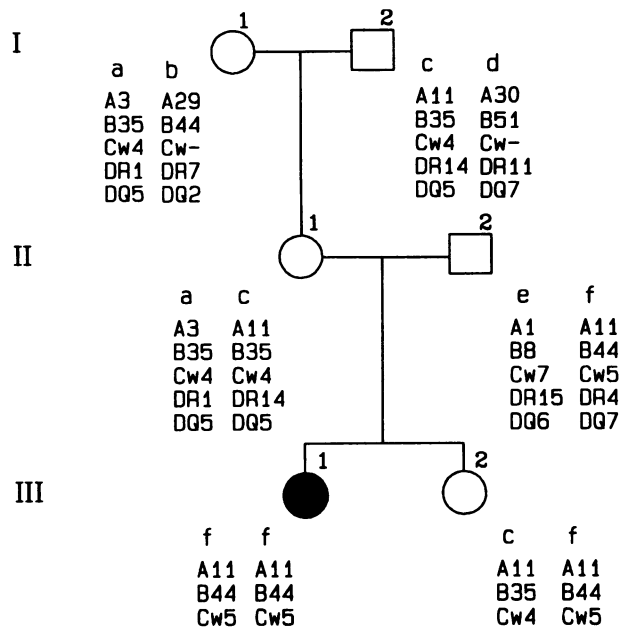 I
1 2
a b
A3 A29
B35 B44
Cw4 Cw-
DR1 DR7
DQ5 DQ2
c d
A11 A30
B35 B51
Cw4 Cw-
DR14 DR11
DQ5 DQ7
II
1 2
a c
A3 A11
B35 B35
Cw4 Cw4
DR1 DR14
DQ5 DQ5
e f
A1 A11
B8 B44
Cw7 Cw5
DR15 DR4
DQ6 DQ7
III
1 2
f f
A11 A11
B44 B44
Cw5 Cw5
c f
A11 A11
B35 B44
Cw4 Cw5